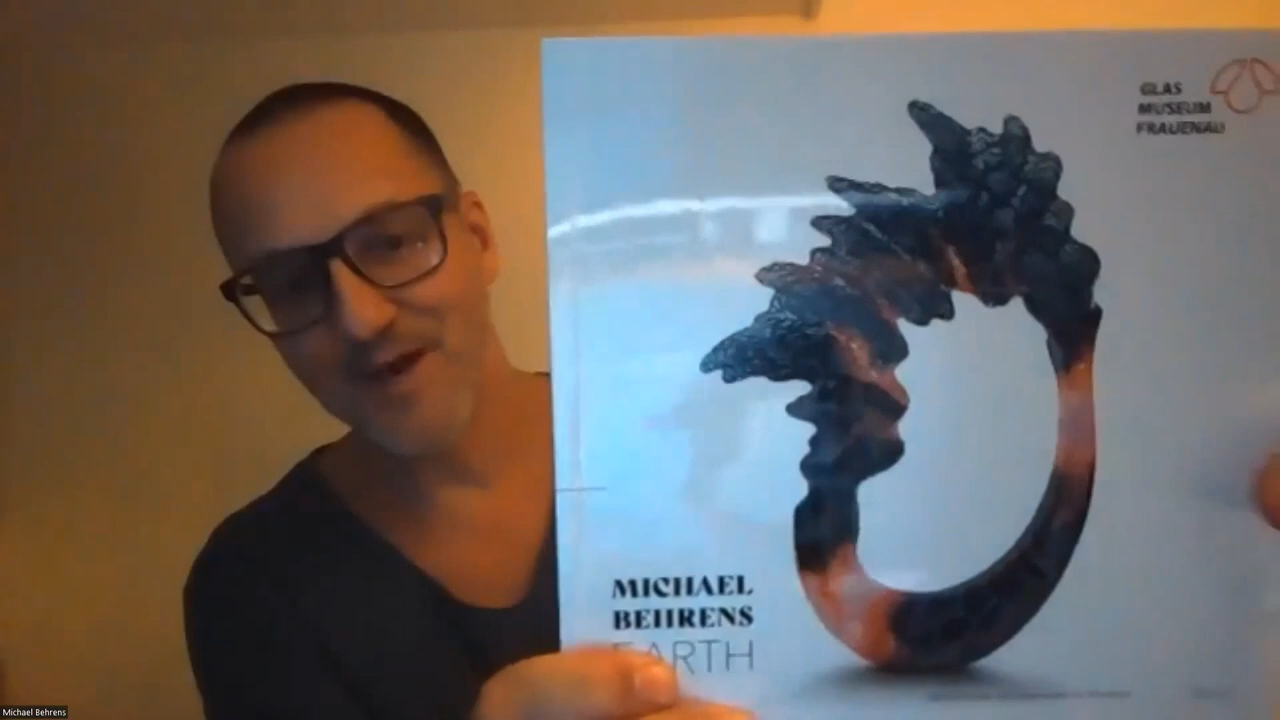 GLAS
MUSEUM
FRAUENAU
MICHAEL
BEHRENS
EARTH
Michael Behrens